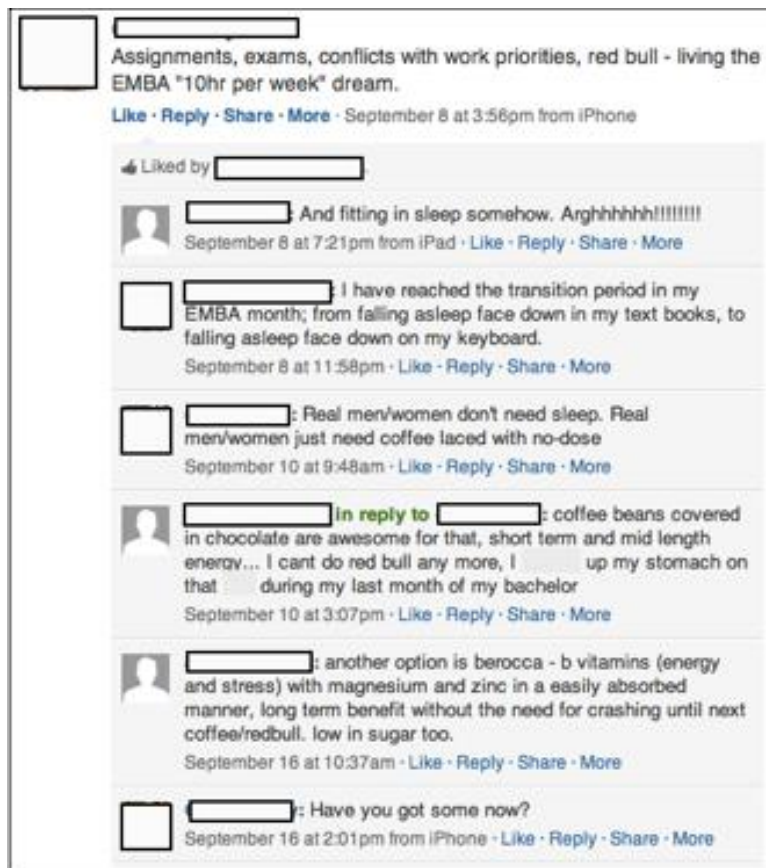 Assignments, exams, conflicts with work priorities, red bull - living the
EMBA "10hr per week" dream.
Like · Reply · Share · More · September 8 at 3:56pm from iPhone
Liked by
: And fitting in sleep somehow. Arghhhhhh!!!!!!!!
September 8 at 7:21pm from iPad · Like · Reply · Share · More
: I have reached the transition period in my
EMBA month; from falling asleep face down in my text books, to
falling asleep face down on my keyboard.
September 8 at 11:58pm · Like · Reply · Share · More
: Real men/women don't need sleep. Real
men/women just need coffee laced with no-dose
September 10 at 9:48am · Like · Reply · Share · More
in reply to : coffee beans covered
in chocolate are awesome for that, short term and mid length
energy... I cant do red bull any more, I up my stomach on
that during my last month of my bachelor
September 10 at 3:07pm · Like · Reply · Share · More
: another option is berocca - b vitamins (energy
and stress) with magnesium and zinc in a easily absorbed
manner, long term benefit without the need for crashing until next
coffee/redbull. low in sugar too.
September 16 at 10:37am · Like · Reply · Share · More
: Have you got some now?
September 16 at 2:01pm from iPhone · Like · Reply · Share · More